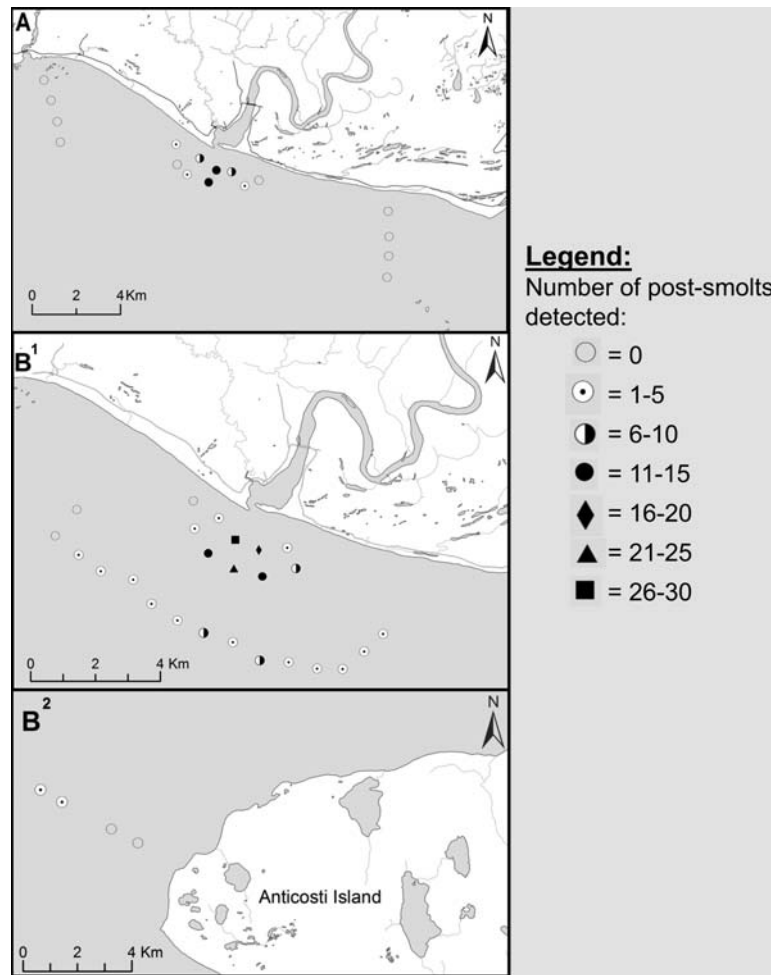 A
N
0 2 4 Km
B1
N
0 2 4 Km
B2
N
Anticosti Island
0 2 4 Km
Legend:
Number of post-smolts
detected:
= 0
= 1-5
= 6-10
= 11-15
= 16-20
= 21-25
= 26-30